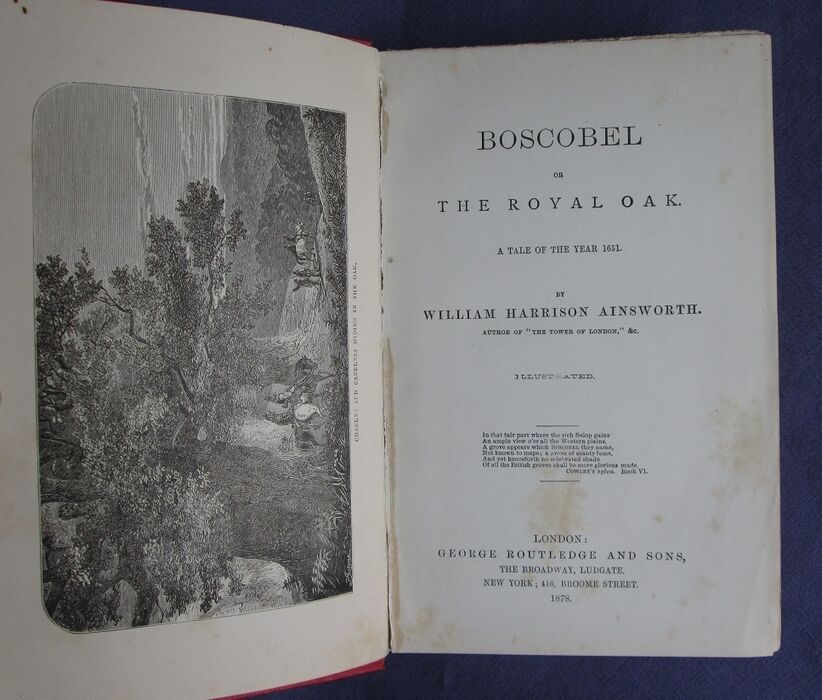 CHARLES AND CARELESS HIDING IN THE OAK.
BOSCOBEL
OR
THE ROYAL OAK.
A TALE OF THE YEAR 1651.
BY
WILLIAM HARRISON AINSWORTH.
AUTHOR OF "THE TOWER OF LONDON," &c.
ILLUSTRATED.
In that fair part where the rich Salop gains
An ample view o'er all the Western plains,
A grove appears which BOSCOBEL they name,
Not known to maps; a grove of scanty fame,
And yet henceforth no celebrated shade
Of all the British groves shall be more glorious made.
COWLEY'S Sylva. Book VI.
LONDON:
GEORGE ROUTLEDGE AND SONS,
THE BROADWAY, LUDGATE.
NEW YORK; 416, BROOME STREET.
1878.